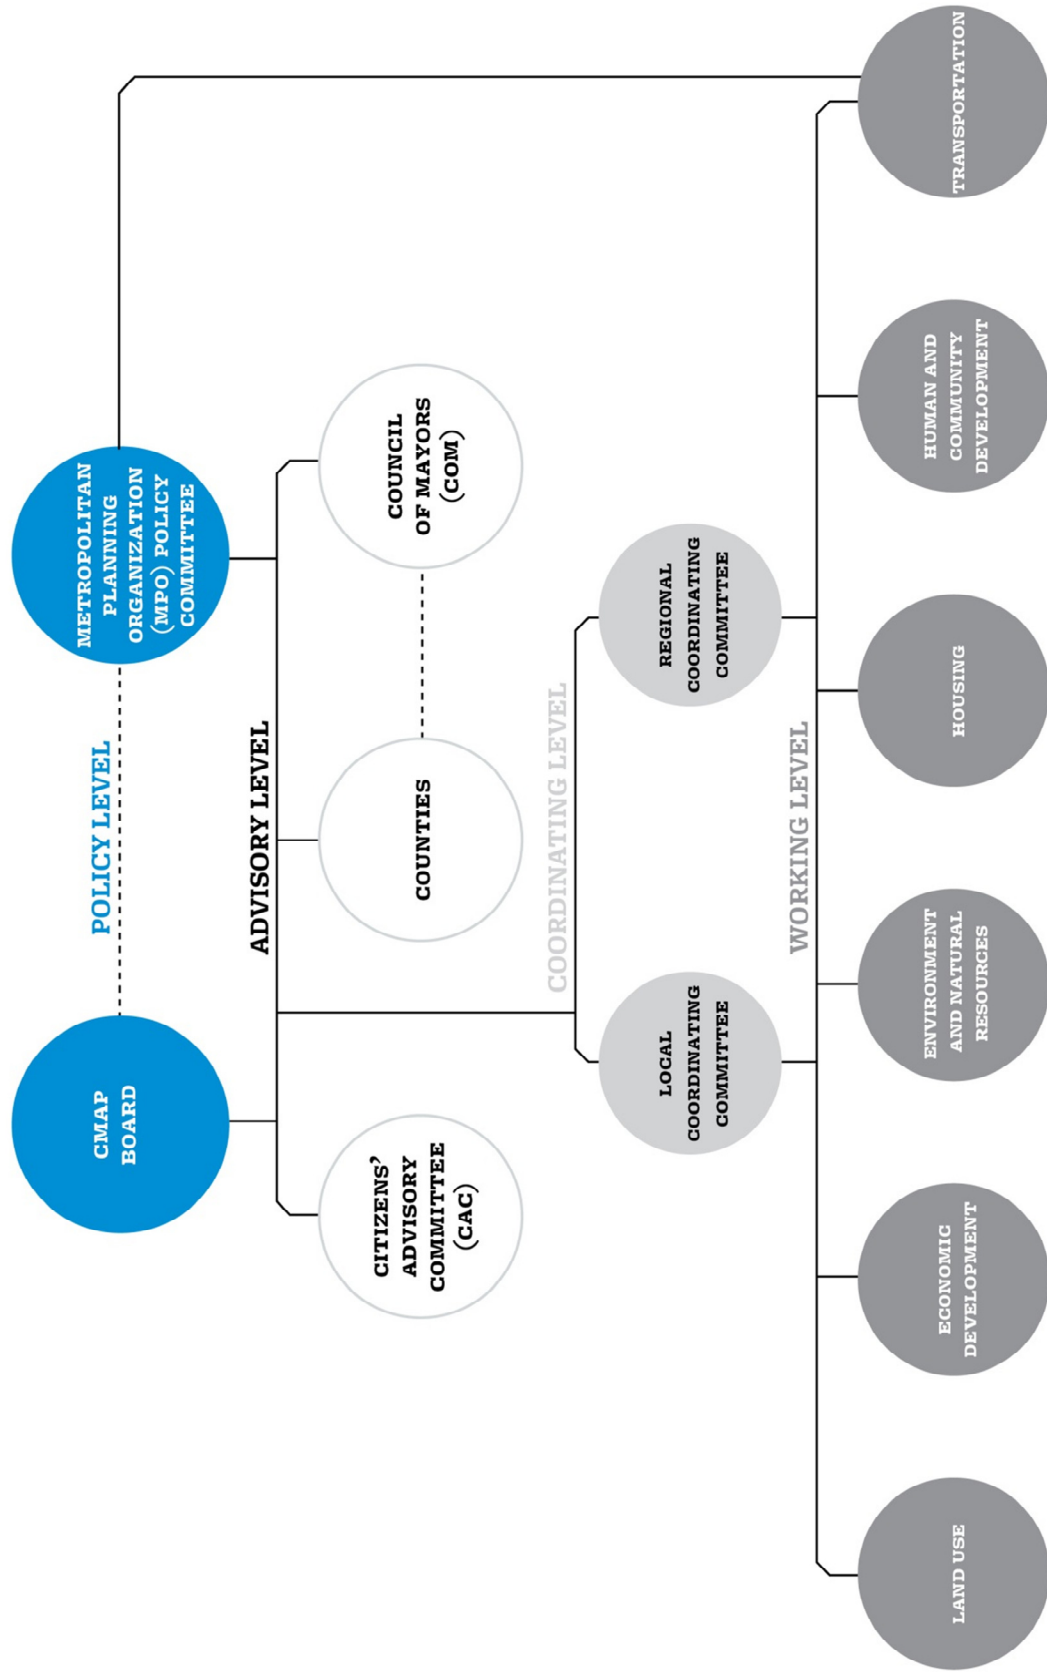 POLICY LEVEL
CMAP
BOARD
METROPOLITAN
PLANNING
ORGANIZATION
(MPO) POLICY
COMMITTEE
ADVISORY LEVEL
CITIZENS’
ADVISORY
COMMITTEE
(CAC)
COUNTIES
COUNCIL
OF MAYORS
(COM)
COORDINATING LEVEL
LOCAL
COORDINATING
COMMITTEE
REGIONAL
COORDINATING
COMMITTEE
WORKING LEVEL
LAND USE
ECONOMIC
DEVELOPMENT
ENVIRONMENT
AND NATURAL
RESOURCES
HOUSING
HUMAN AND
COMMUNITY
DEVELOPMENT
TRANSPORTATION